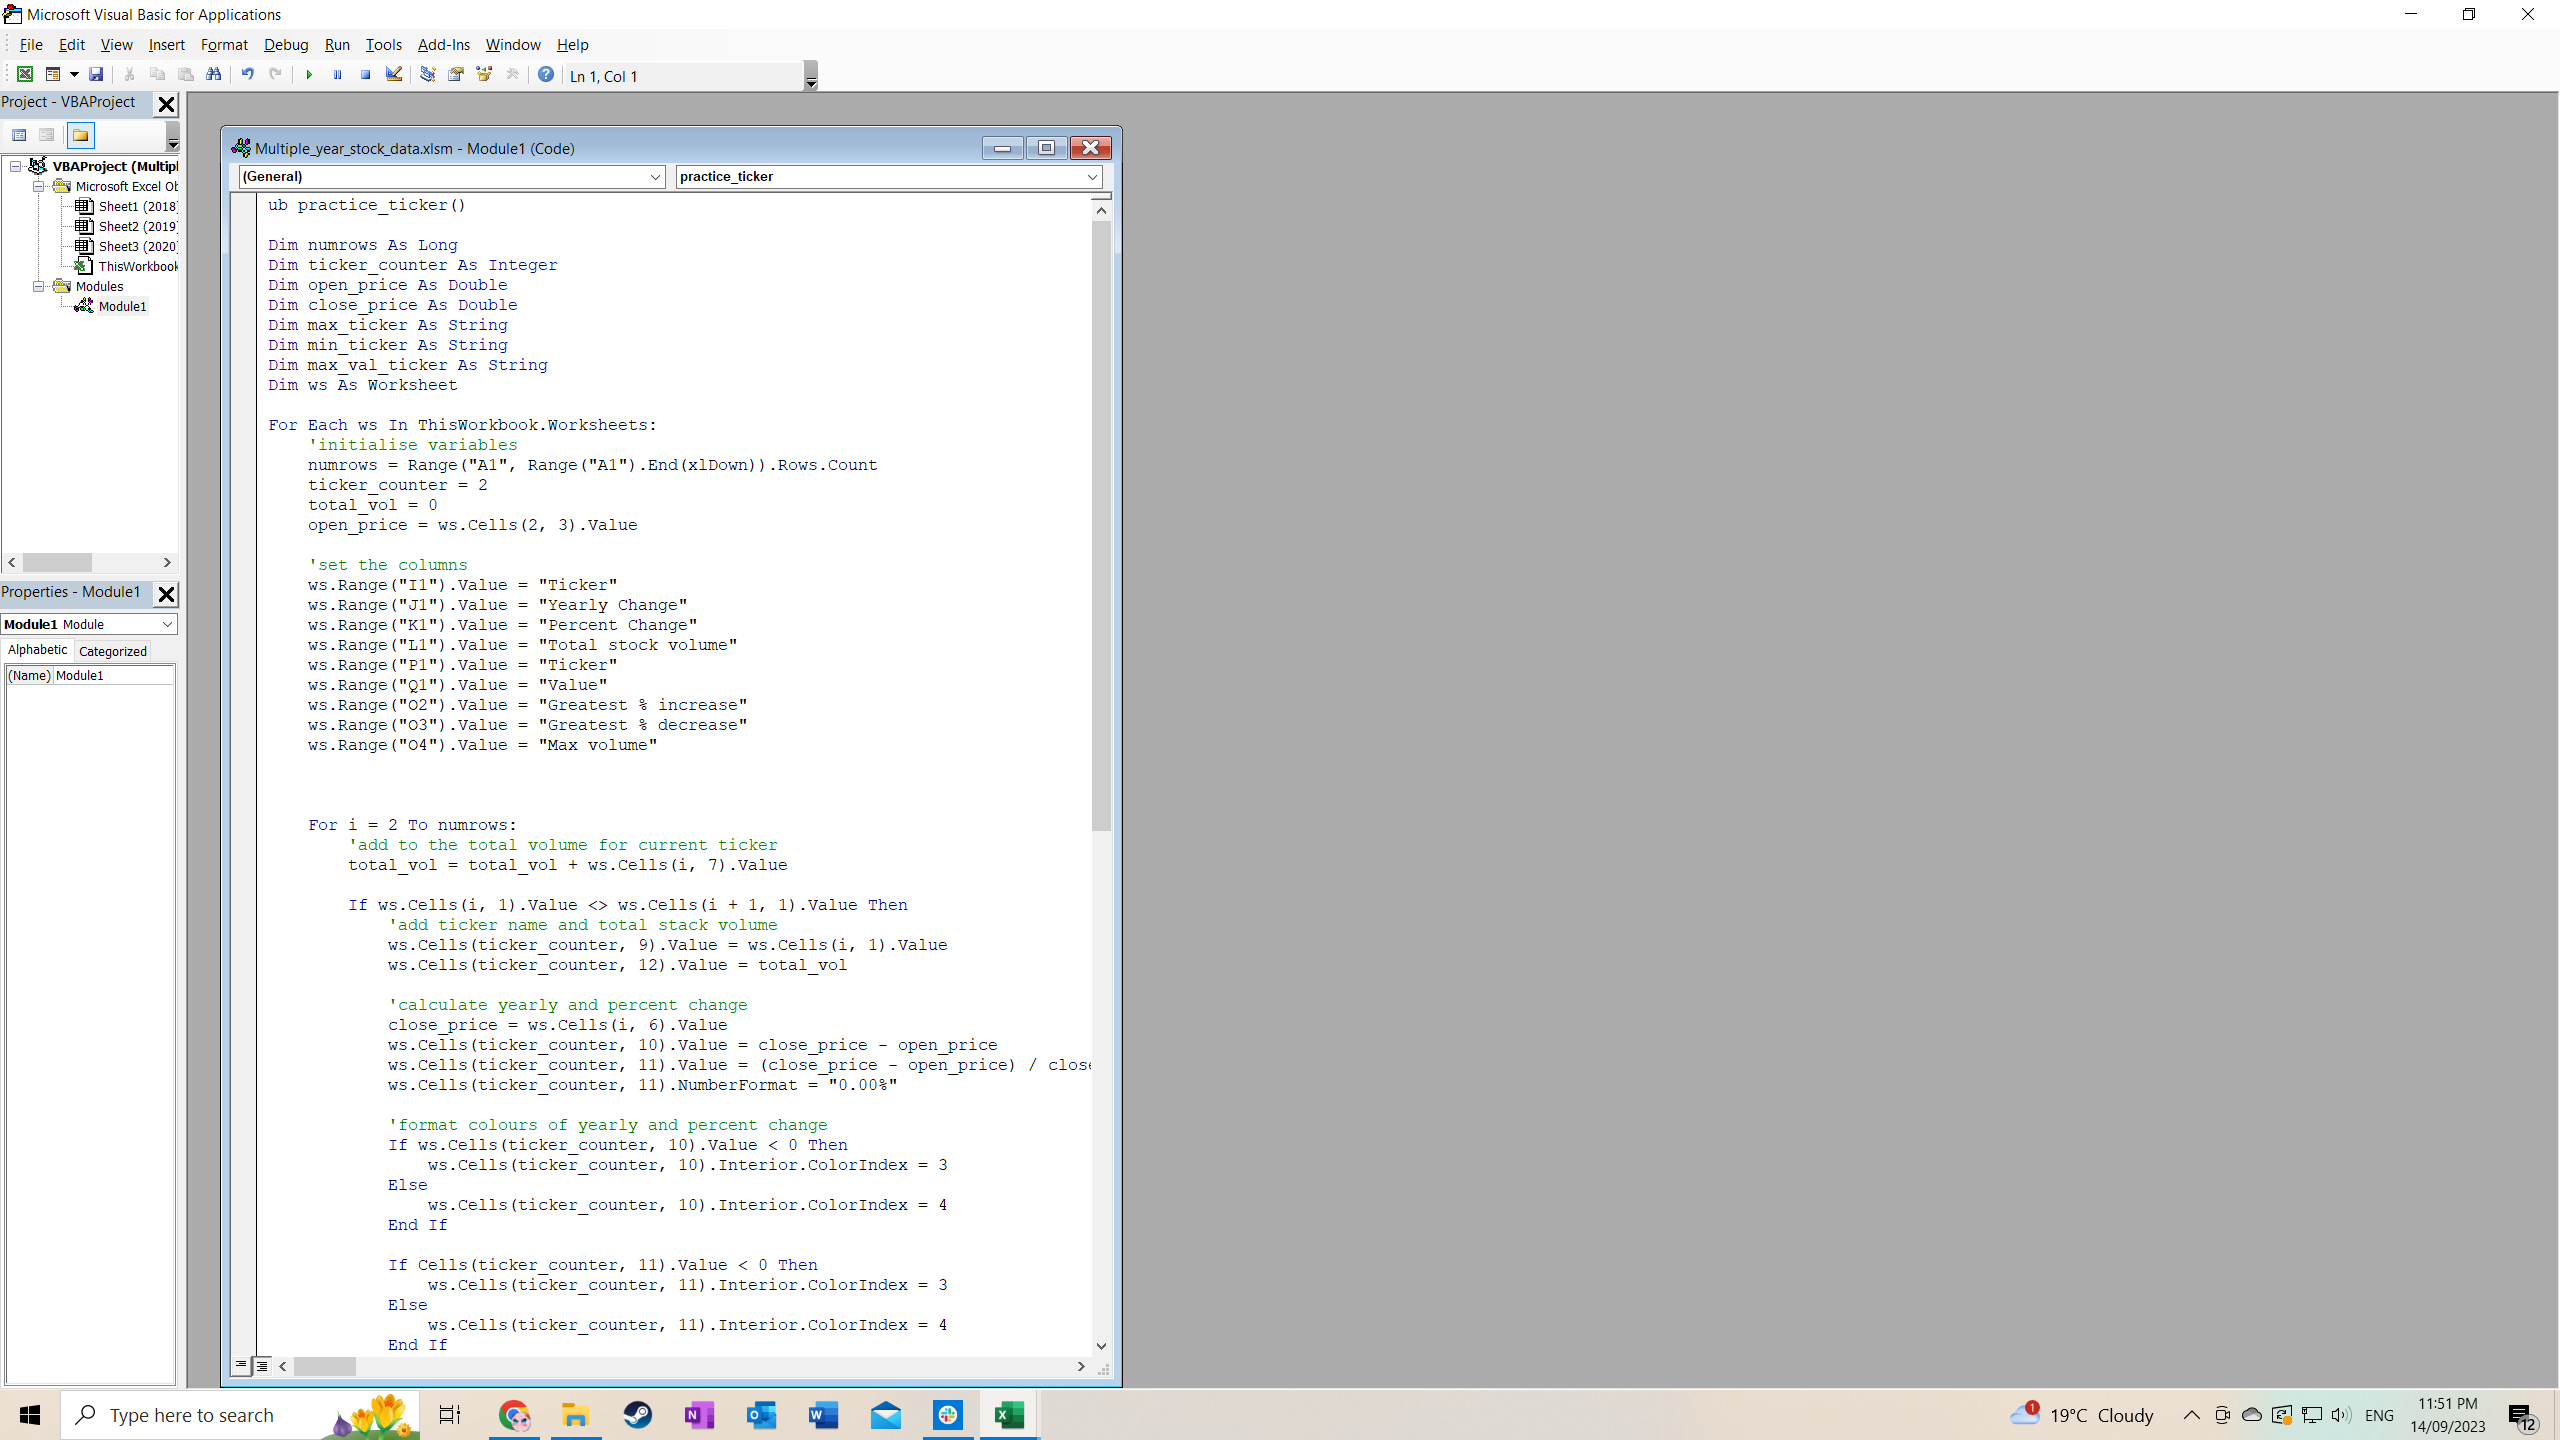 Microsoft Visual Basic for Applications
File Edit View Insert Format Debug Run Tools Add-Ins Window Help
Ln 1, Col 1
Project - VBAProject
VBAProject (Multipl
Microsoft Excel Ob
Sheet1 (2018)
Sheet2 (2019)
Sheet3 (2020)
ThisWorkbook
Modules
Module1
Properties - Module1
Module1 Module
Alphabetic Categorized
(Name) Module1
Multiple_year_stock_data.xlsm - Module1 (Code)
(General) practice_ticker
ub practice_ticker()
Dim numrows As Long
Dim ticker_counter As Integer
Dim open_price As Double
Dim close_price As Double
Dim max_ticker As String
Dim min_ticker As String
Dim max_val_ticker As String
Dim ws As Worksheet
For Each ws In ThisWorkbook.Worksheets:
'initialise variables
numrows = Range("A1", Range("A1").End(xlDown)).Rows.Count
ticker_counter = 2
total_vol = 0
open_price = ws.Cells(2, 3).Value
'set the columns
ws.Range("I1").Value = "Ticker"
ws.Range("J1").Value = "Yearly Change"
ws.Range("K1").Value = "Percent Change"
ws.Range("L1").Value = "Total stock volume"
ws.Range("P1").Value = "Ticker"
ws.Range("Q1").Value = "Value"
ws.Range("O2").Value = "Greatest % increase"
ws.Range("O3").Value = "Greatest % decrease"
ws.Range("O4").Value = "Max volume"
For i = 2 To numrows:
'add to the total volume for current ticker
total_vol = total_vol + ws.Cells(i, 7).Value
If ws.Cells(i, 1).Value <> ws.Cells(i + 1, 1).Value Then
'add ticker name and total stack volume
ws.Cells(ticker_counter, 9).Value = ws.Cells(i, 1).Value
ws.Cells(ticker_counter, 12).Value = total_vol
'calculate yearly and percent change
close_price = ws.Cells(i, 6).Value
ws.Cells(ticker_counter, 10).Value = close_price - open_price
ws.Cells(ticker_counter, 11).Value = (close_price - open_price) / close
ws.Cells(ticker_counter, 11).NumberFormat = "0.00%"
'format colours of yearly and percent change
If ws.Cells(ticker_counter, 10).Value < 0 Then
ws.Cells(ticker_counter, 10).Interior.ColorIndex = 3
Else
ws.Cells(ticker_counter, 10).Interior.ColorIndex = 4
End If
If Cells(ticker_counter, 11).Value < 0 Then
ws.Cells(ticker_counter, 11).Interior.ColorIndex = 3
Else
ws.Cells(ticker_counter, 11).Interior.ColorIndex = 4
End If
Type here to search
1 19°C Cloudy ENG
11:51 PM
14/09/2023
12